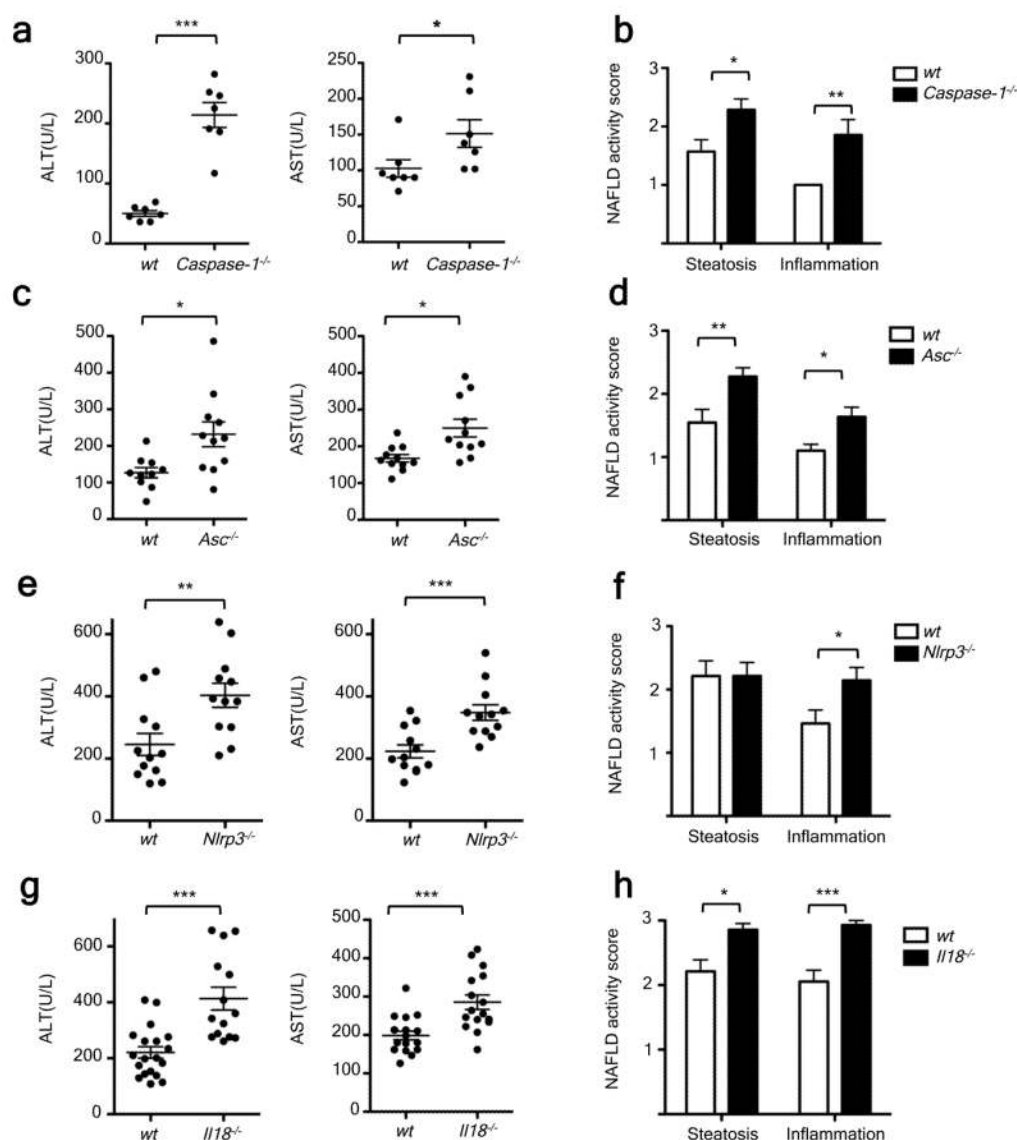 a
***
ALT(U/L)
300
200
100
0
wt Caspase-1-/-
*
AST(U/L)
250
200
150
100
50
0
wt Caspase-1-/-
b
NAFLD activity score
3
2
1
*
**
Steatosis Inflammation
wt
Caspase-1-/-
c
*
ALT(U/L)
500
400
300
200
100
0
wt Asc-/-
*
AST(U/L)
500
400
300
200
100
0
wt Asc-/-
d
NAFLD activity score
3
2
1
**
*
Steatosis Inflammation
wt
Asc-/-
e
**
ALT(U/L)
600
400
200
0
wt Nlrp3-/-
***
AST(U/L)
600
400
200
0
wt Nlrp3-/-
f
NAFLD activity score
3
2
1
*
Steatosis Inflammation
wt
Nlrp3-/-
g
***
ALT(U/L)
600
400
200
0
wt Il18-/-
***
AST(U/L)
500
400
300
200
100
0
wt Il18-/-
h
NAFLD activity score
3
2
1
*
***
Steatosis Inflammation
wt
Il18-/-